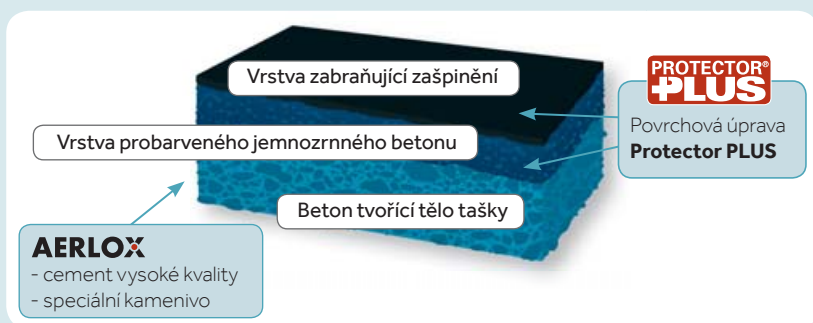 Vrstva zabraňující zašpinění
Vrstva probarveného jemnozrnného betonu
Beton tvořící tělo tašky
PROTECTOR®
PLUS
Povrchová úprava
Protector PLUS
AERLOX
- cement vysoké kvality
- speciální kamenivo